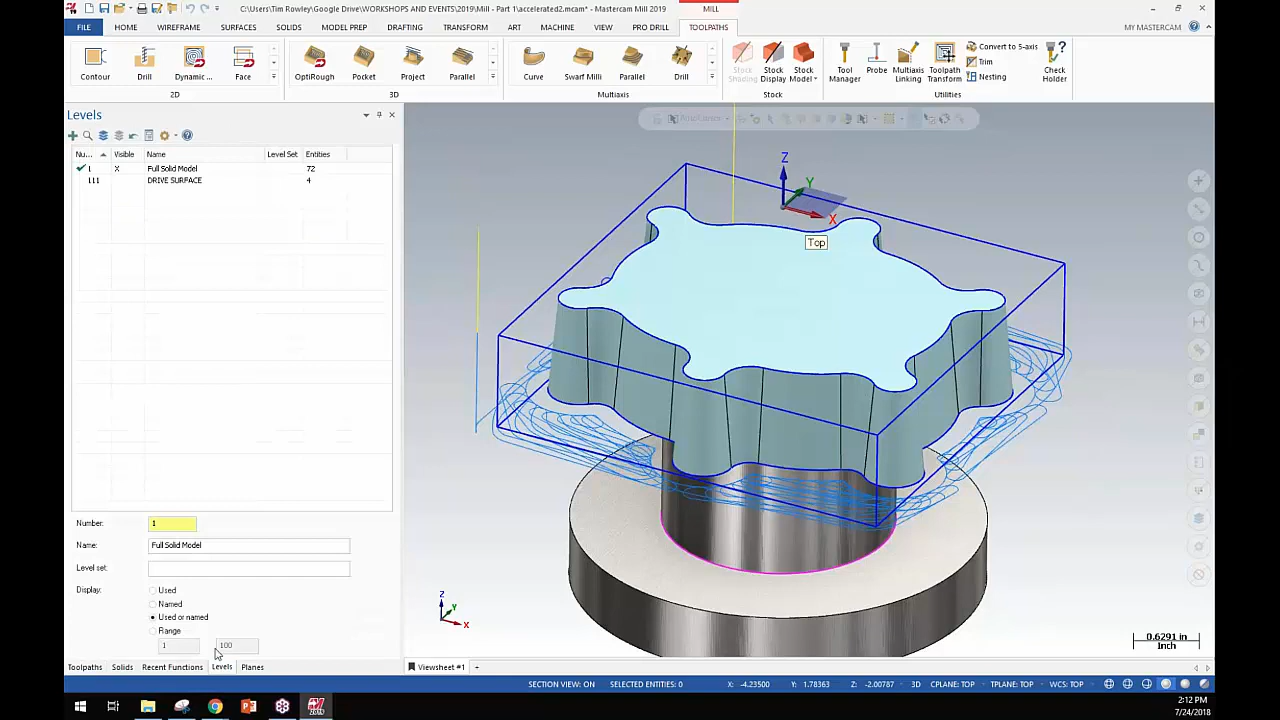 C:\Users\Tim Rowley\Google Drive\WORKSHOPS AND EVENTS\2019\Mill - Part 1\accelerated2.mcam* - Mastercam Mill 2019
MILL
FILE HOME WIREFRAME SURFACES SOLIDS MODEL PREP DRAFTING TRANSFORM ART MACHINE VIEW PRO DRILL TOOLPATHS MY MASTERCAM
Contour Drill Dynamic ... Face
OptiRough Pocket Project Parallel
Curve Swarf Milli Parallel Drill
Stock Shading Stock Display Stock Model
Tool Manager Probe Multiaxis Linking Toolpath Transform
Convert to 5-axis
Trim
Nesting
Check Holder
2D 3D Multiaxis Stock Utilities
Levels
Nu... Visible Name Level Set Entities
1 X Full Solid Model 72
111 DRIVE SURFACE 4
Z
Y
X
Top
Number: 1
Name: Full Solid Model
Level set:
Display: Used
Named
Used or named
Range
1 100
Z
Y
X
0.6291 in
Inch
Toolpaths Solids Recent Functions Levels Planes
Viewsheet #1 +
SECTION VIEW: ON SELECTED ENTITIES: 0 X: -4.23500 Y: 1.78363 Z: -2.00787 3D CPLANE: TOP TPLANE: TOP WCS: TOP
2:12 PM
7/24/2018